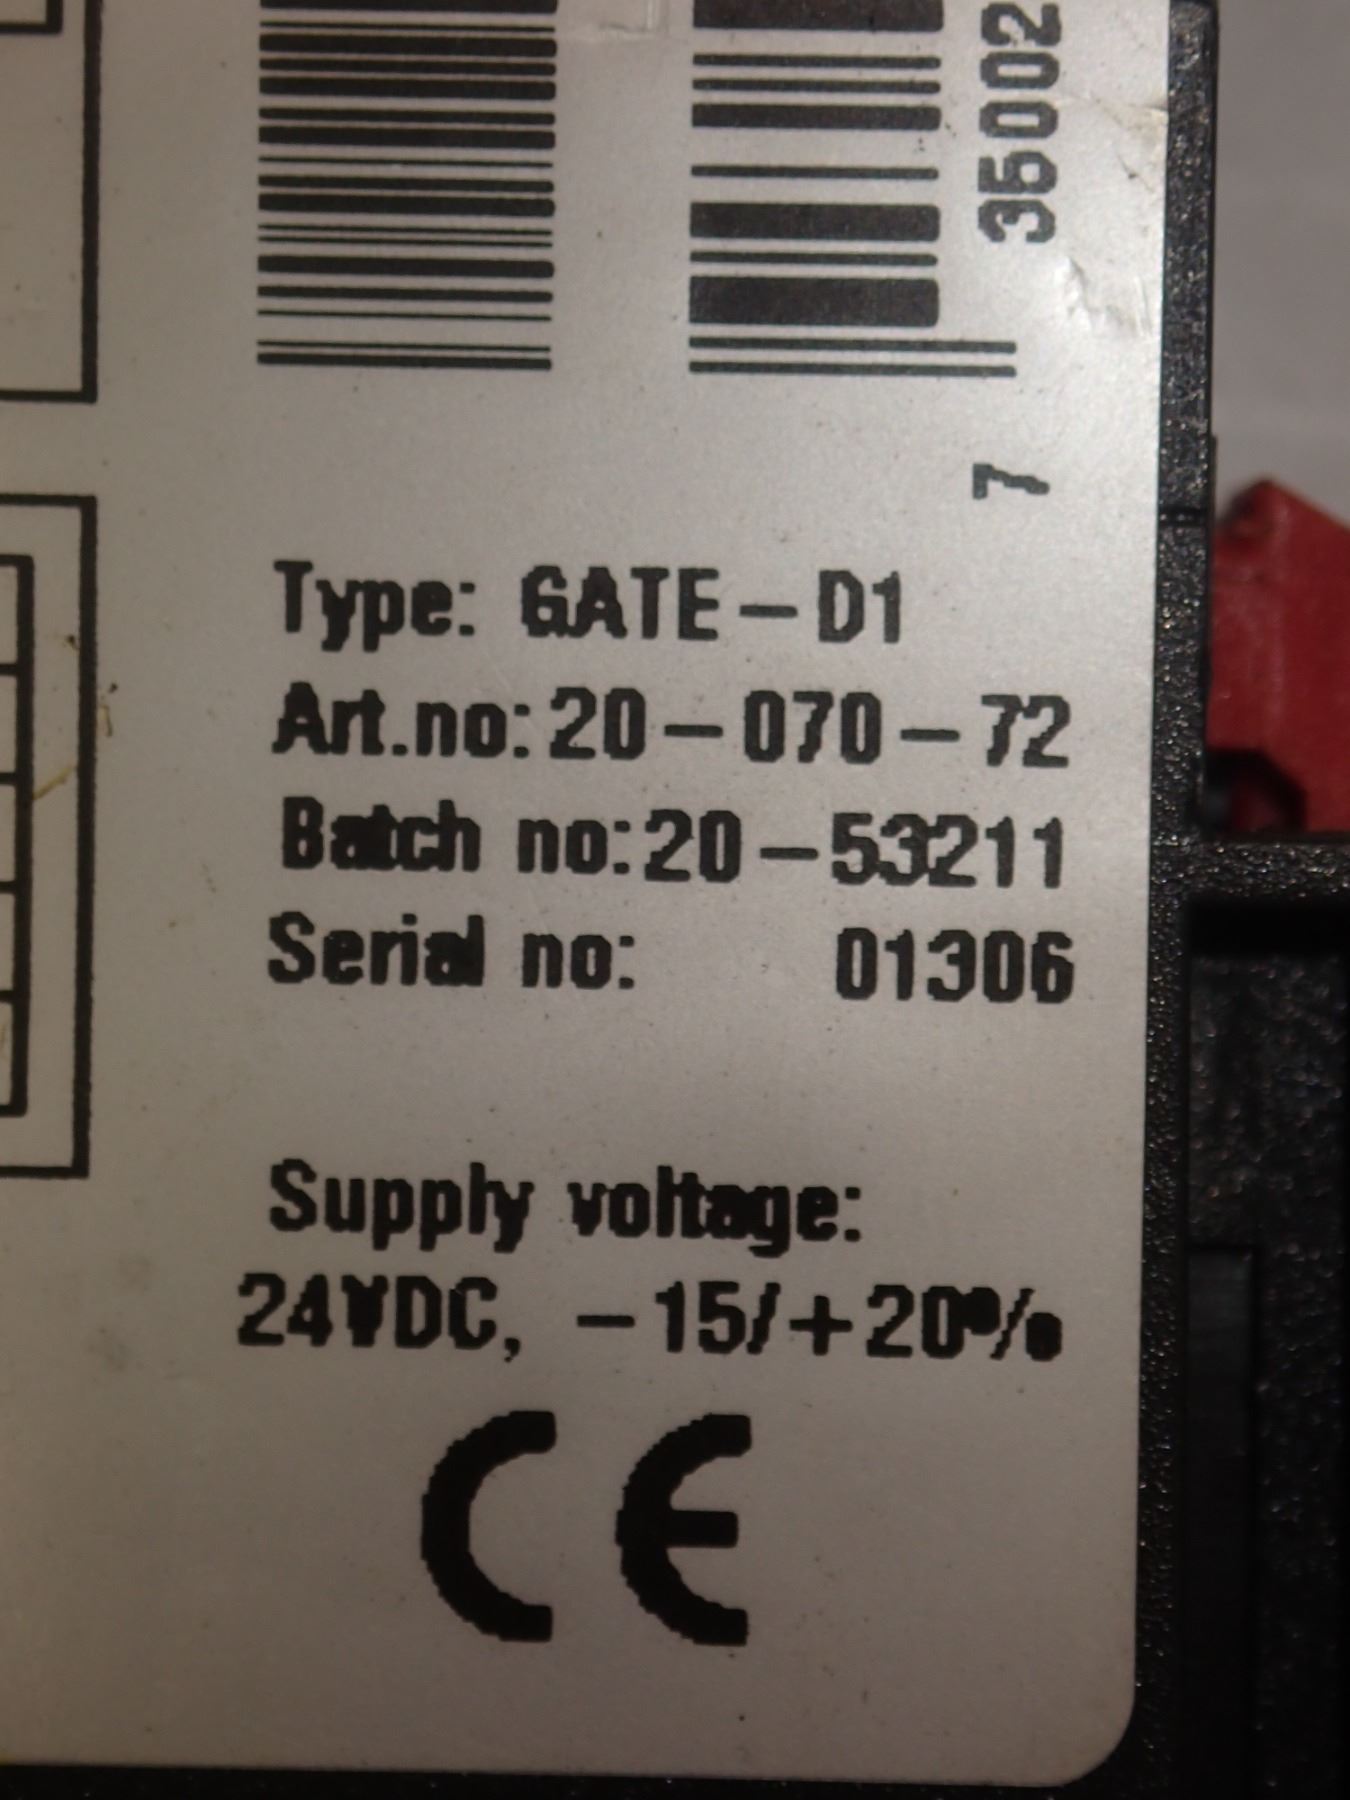 35002
7
Type: GATE-D1
Art.no: 20-070-72
Batch no: 20-53211
Serial no: 01306
Supply voltage:
24VDC, -15/+20%
CE